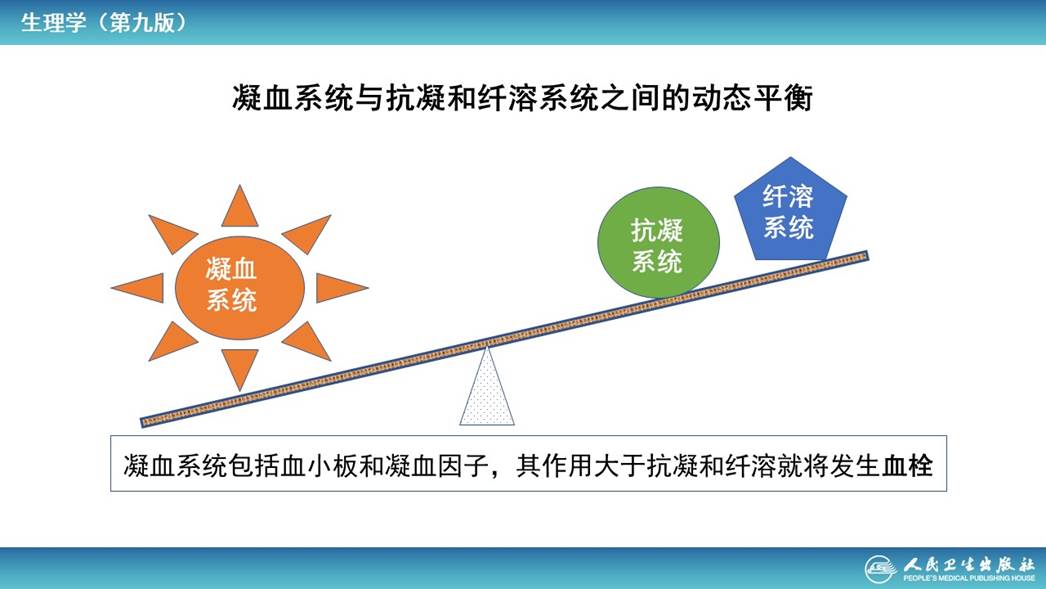 生理学（第九版）
凝血系统与抗凝和纤溶系统之间的动态平衡
凝血
系统
抗凝
系统
纤溶
系统
凝血系统包括血小板和凝血因子，其作用大于抗凝和纤溶就将发生血栓
人民卫生出版社
PEOPLE'S MEDICAL PUBLISHING HOUSE